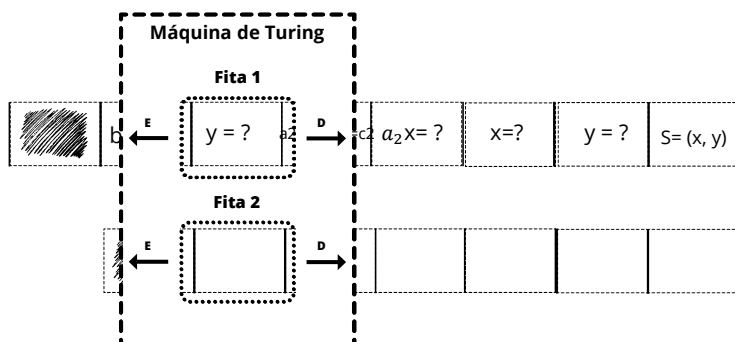 Máquina de Turing
Fita 1
b E y = ? a2 D =c2 a₂x= ? x=? y = ? S= (x, y)
Fita 2
E D